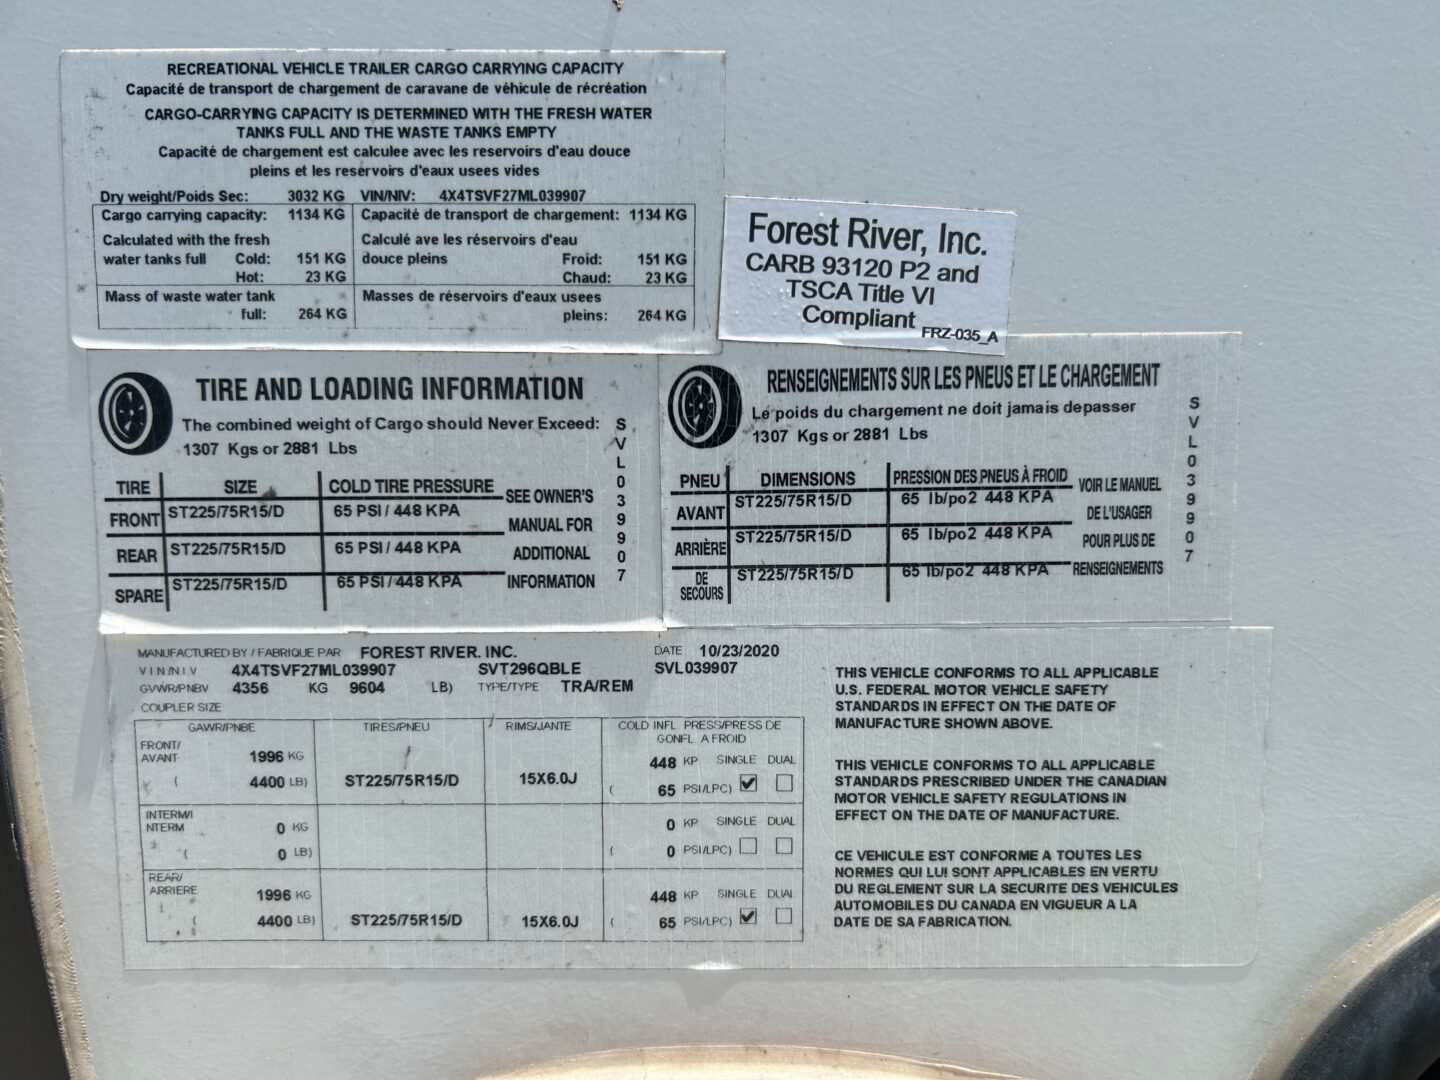 RECREATIONAL VEHICLE TRAILER CARGO CARRYING CAPACITY
Capacité de transport de chargement de caravane de véhicule de récréation
CARGO-CARRYING CAPACITY IS DETERMINED WITH THE FRESH WATER
TANKS FULL AND THE WASTE TANKS EMPTY
Capacité de chargement est calculee avec les reservoirs d'eau douce
pleins et les reservoirs d'eaux usees vides
Dry weight/Poids Sec: 3032 KG VIN/NIV: 4X4TSVF27ML039907
Cargo carrying capacity: 1134 KG Capacité de transport de chargement: 1134 KG
Calculated with the fresh Calculé ave les réservoirs d'eau
water tanks full Cold: 151 KG douce pleins Froid: 151 KG
Hot: 23 KG Chaud: 23 KG
Mass of waste water tank Masses de réservoirs d'eaux usees
full: 264 KG pleins: 264 KG
Forest River, Inc.
CARB 93120 P2 and
TSCA Title VI
Compliant
FRZ-035_A
TIRE AND LOADING INFORMATION
The combined weight of Cargo should Never Exceed:
1307 Kgs or 2881 Lbs
TIRE SIZE COLD TIRE PRESSURE
FRONT ST225/75R15/D 65 PSI / 448 KPA
REAR ST225/75R15/D 65 PSI / 448 KPA
SPARE ST225/75R15/D 65 PSI / 448 KPA
SEE OWNER'S
MANUAL FOR
ADDITIONAL
INFORMATION
SVL039907
RENSEIGNEMENTS SUR LES PNEUS ET LE CHARGEMENT
Le poids du chargement ne doit jamais depasser
1307 Kgs or 2881 Lbs
PNEU DIMENSIONS PRESSION DES PNEUS À FROID
AVANT ST225/75R15/D 65 lb/po2 448 KPA
ARRIÈRE ST225/75R15/D 65 lb/po2 448 KPA
DE
SECOURS ST225/75R15/D 65 lb/po2 448 KPA
VOIR LE MANUEL
DE L'USAGER
POUR PLUS DE
RENSEIGNEMENTS
SVL039907
MANUFACTURED BY / FABRIQUE PAR FOREST RIVER. INC. DATE 10/23/2020
VIN/NIV 4X4TSVF27ML039907 SVT296QBLE SVL039907
GVWR/PNBV 4356 KG 9604 LB) TYPE/TYPE TRA/REM
COUPLER SIZE
GAWR/PNBE TIRES/PNEU RIMS/JANTE COLD INFL. PRESS/PRESS DE
GONFL A FROID
FRONT/
AVANT 1996 KG 448 KP SINGLE DUAL
( 4400 LB) ST225/75R15/D 15X6.0J ( 65 PSI/LPC) ✔
INTERM/I
NTERM 0 KG 0 KP SINGLE DUAL
( 0 LB) ( 0 PSI/LPC)
REAR/
ARRIERE 1996 KG 448 KP SINGLE DUAL
( 4400 LB) ST225/75R15/D 15X6.0J ( 65 PSI/LPC) ✔
THIS VEHICLE CONFORMS TO ALL APPLICABLE
U.S. FEDERAL MOTOR VEHICLE SAFETY
STANDARDS IN EFFECT ON THE DATE OF
MANUFACTURE SHOWN ABOVE.
THIS VEHICLE CONFORMS TO ALL APPLICABLE
STANDARDS PRESCRIBED UNDER THE CANADIAN
MOTOR VEHICLE SAFETY REGULATIONS IN
EFFECT ON THE DATE OF MANUFACTURE.
CE VEHICULE EST CONFORME A TOUTES LES
NORMES QUI LUI SONT APPLICABLES EN VERTU
DU REGLEMENT SUR LA SECURITE DES VEHICULES
AUTOMOBILES DU CANADA EN VIGUEUR A LA
DATE DE SA FABRICATION.